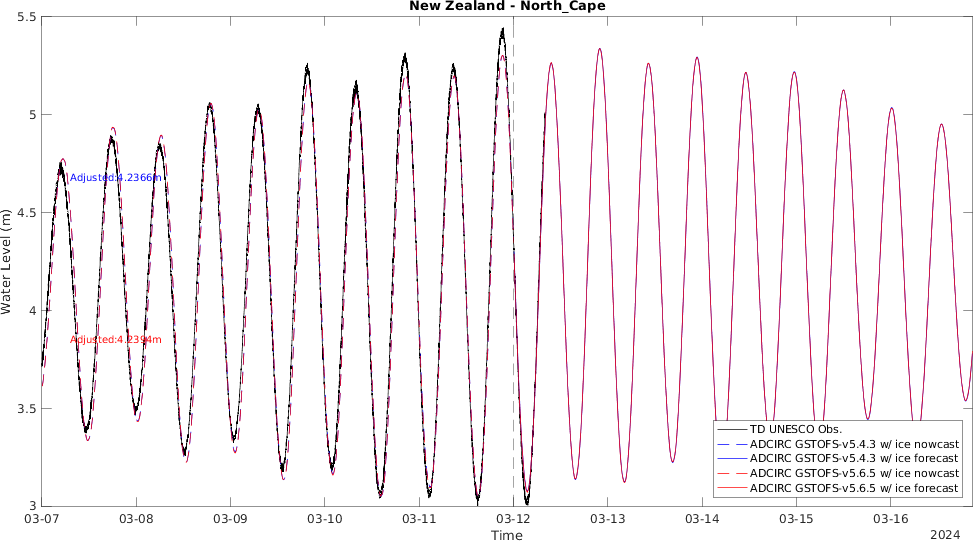 New Zealand - North_Cape
5.5
5
4.5
4
3.5
3
Water Level (m)
Adjusted:4.2366m
Adjusted:4.2394m
TD UNESCO Obs.
ADCIRC GSTOFS-v5.4.3 w/ ice nowcast
ADCIRC GSTOFS-v5.4.3 w/ ice forecast
ADCIRC GSTOFS-v5.6.5 w/ ice nowcast
ADCIRC GSTOFS-v5.6.5 w/ ice forecast
03-07 03-08 03-09 03-10 03-11 03-12 03-13 03-14 03-15 03-16
Time
2024